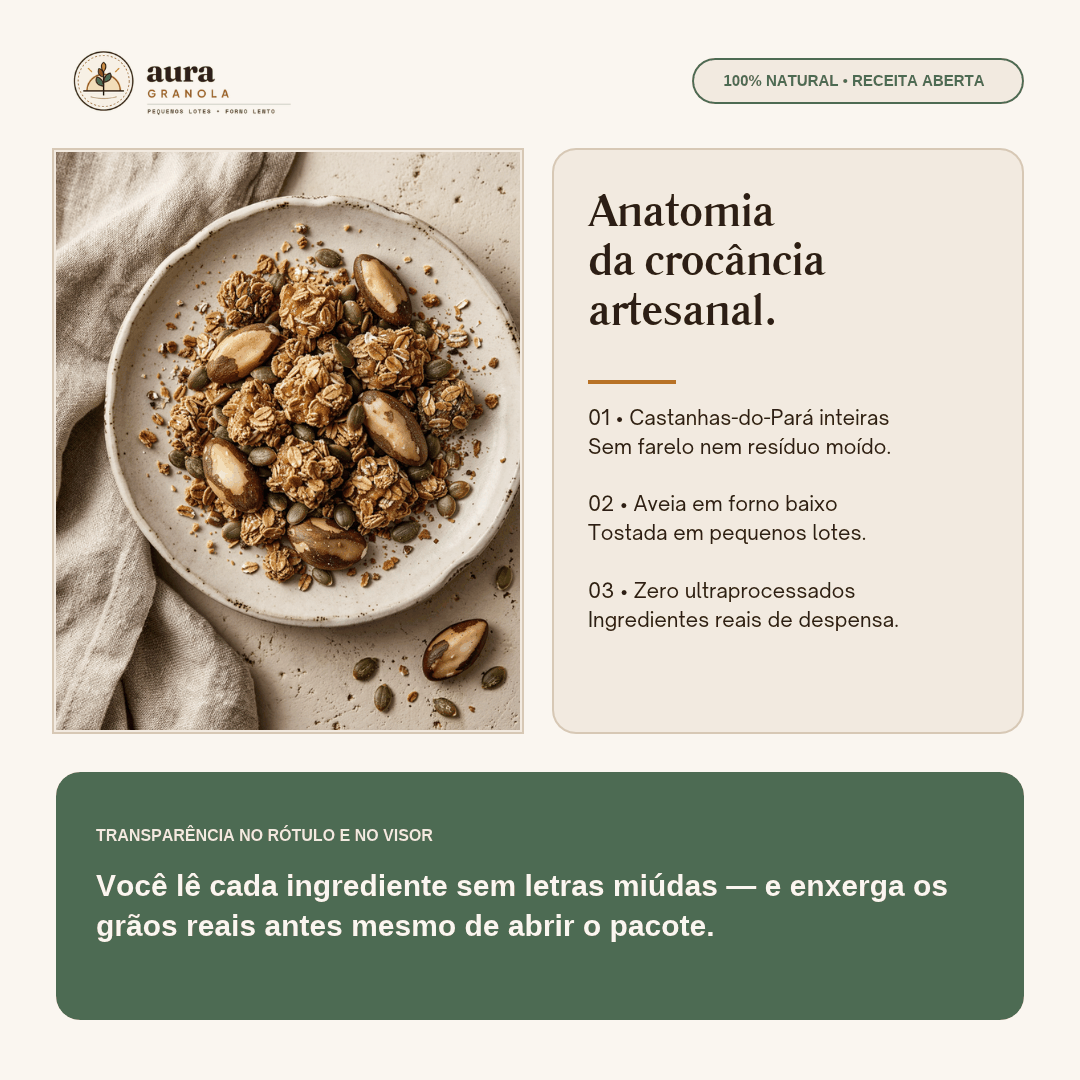 aura
GRANOLA
PEQUENOS LOTES • FORNO LENTO
100% NATURAL • RECEITA ABERTA
Anatomia
da crocância
artesanal.
01 • Castanhas-do-Pará inteiras
Sem farelo nem resíduo moído.
02 • Aveia em forno baixo
Tostada em pequenos lotes.
03 • Zero ultraprocessados
Ingredientes reais de despensa.
TRANSPARÊNCIA NO RÓTULO E NO VISOR
Você lê cada ingrediente sem letras miúdas — e enxerga os
grãos reais antes mesmo de abrir o pacote.